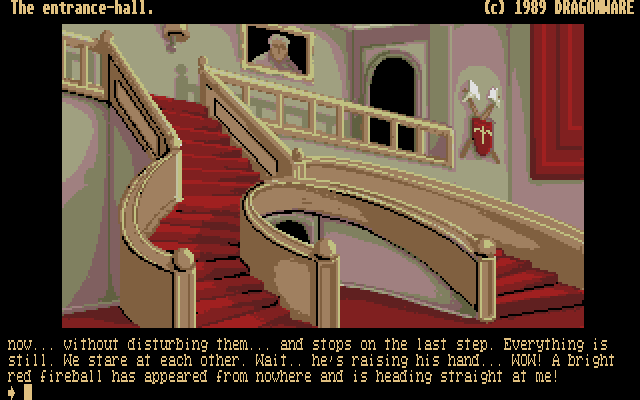 The entrance-hall. (c) 1989 DRAGONWARE
now... without disturbing them... and stops on the last step. Everything is
still. We stare at each other. Wait.. he's raising his hand... WOW! A bright
red fireball has appeared from nowhere and is heading straight at me!